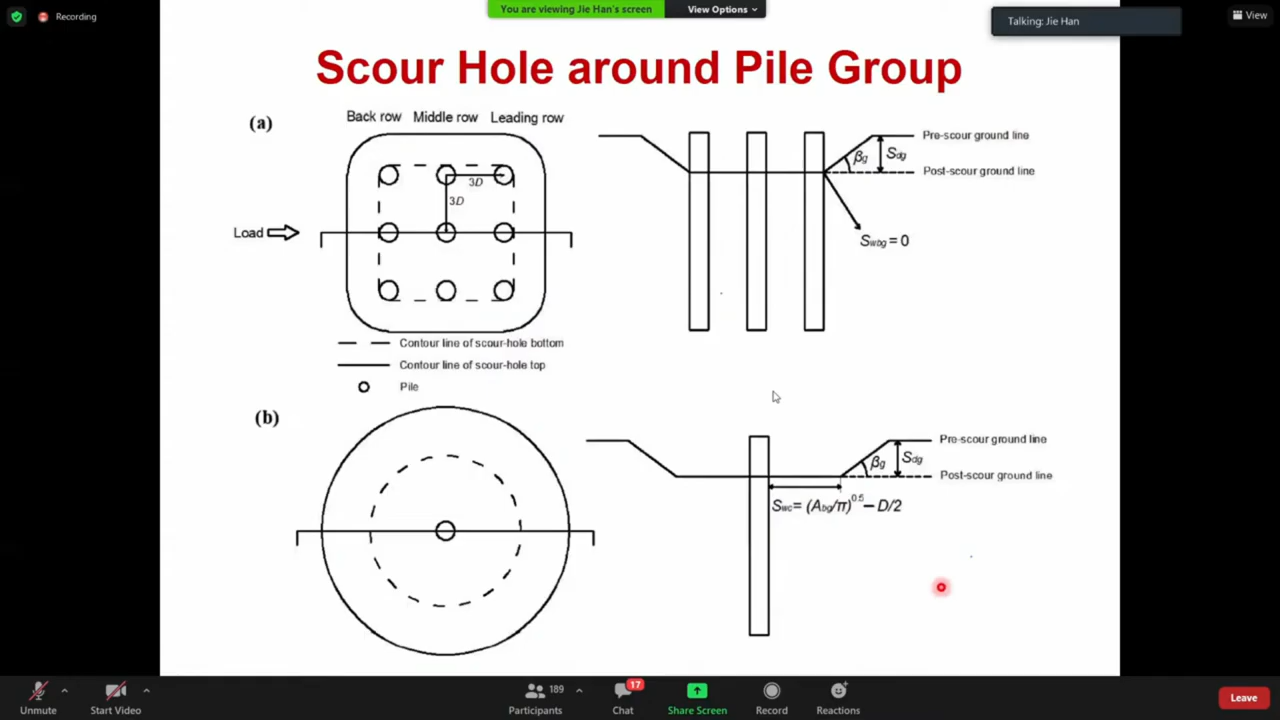 Recording
You are viewing Jie Han's screen
View Options
Talking: Jie Han
View
Scour Hole around Pile Group
(a)
Back row Middle row Leading row
3D
3D
Load
Pre-scour ground line
βg Sdg
Post-scour ground line
Swbg = 0
Contour line of scour-hole bottom
Contour line of scour-hole top
Pile
(b)
Pre-scour ground line
βg Sdg
Post-scour ground line
Swc= (Abg/π)^0.5 – D/2
Unmute
Start Video
189
Participants
17
Chat
Share Screen
Record
Reactions
Leave